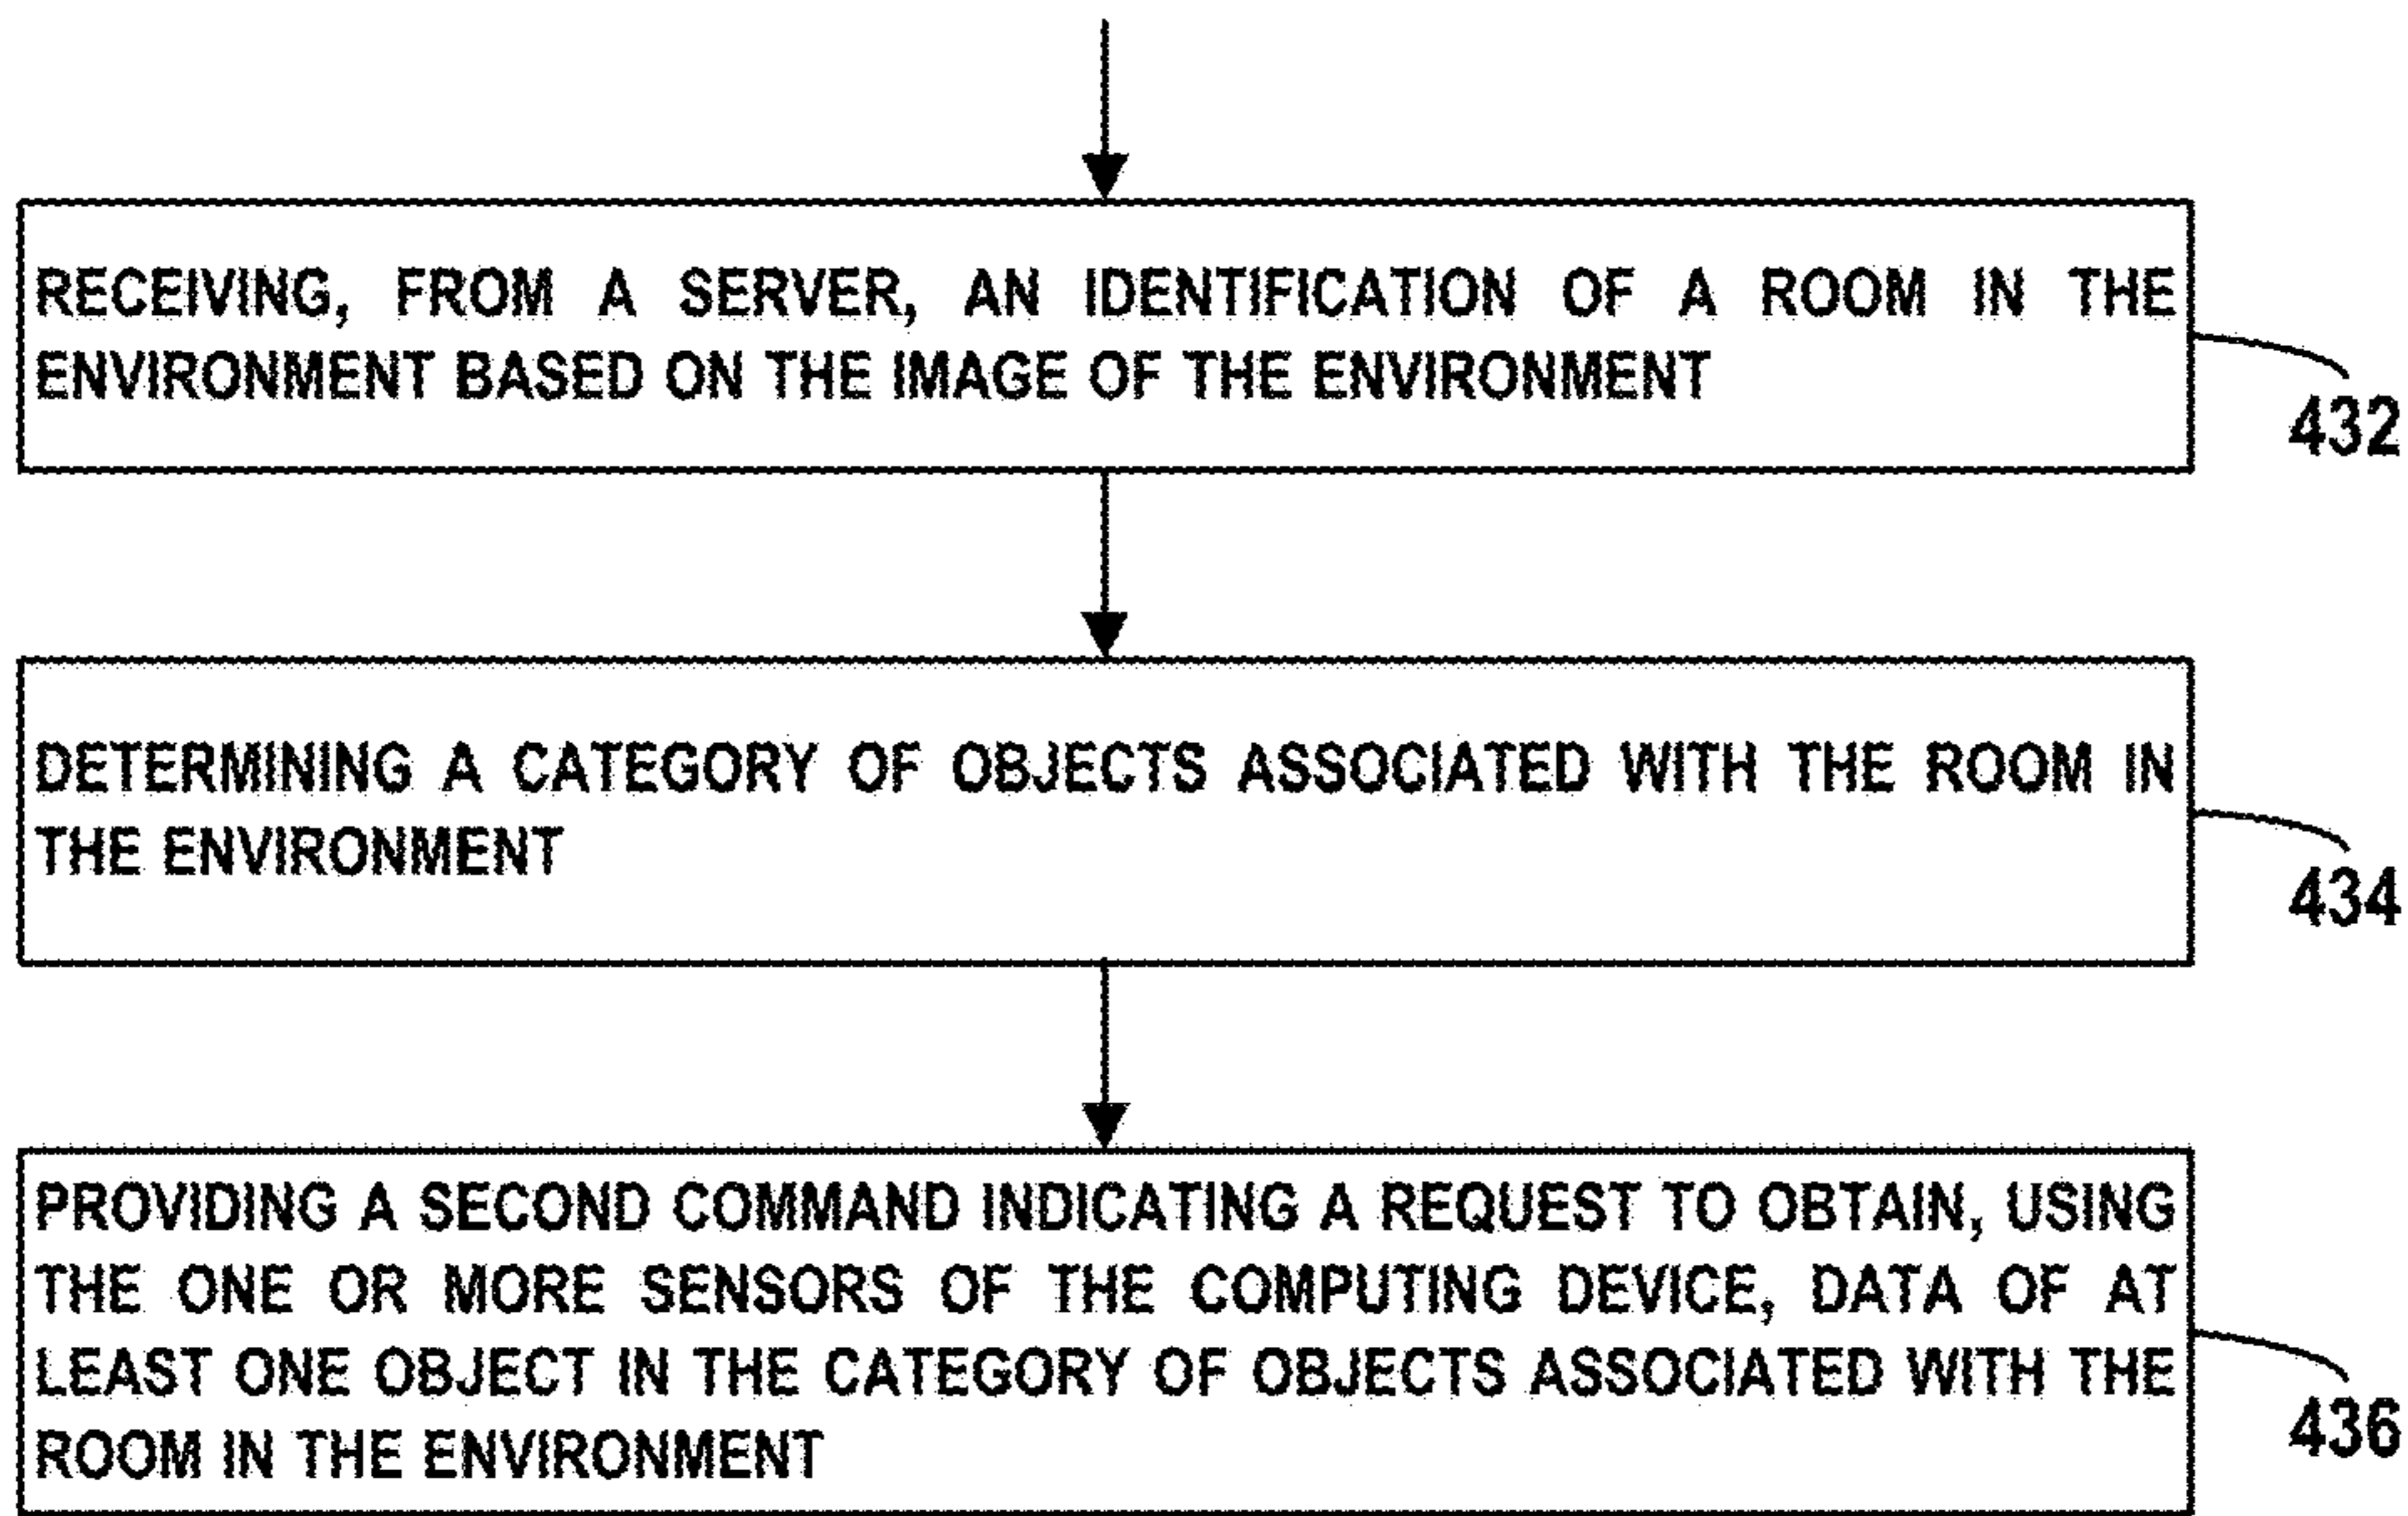 RECEIVING, FROM A SERVER, AN IDENTIFICATION OF A ROOM IN THE
ENVIRONMENT BASED ON THE IMAGE OF THE ENVIRONMENT
432
DETERMINING A CATEGORY OF OBJECTS ASSOCIATED WITH THE ROOM IN
THE ENVIRONMENT
434
PROVIDING A SECOND COMMAND INDICATING A REQUEST TO OBTAIN, USING
THE ONE OR MORE SENSORS OF THE COMPUTING DEVICE, DATA OF AT
LEAST ONE OBJECT IN THE CATEGORY OF OBJECTS ASSOCIATED WITH THE
ROOM IN THE ENVIRONMENT
436